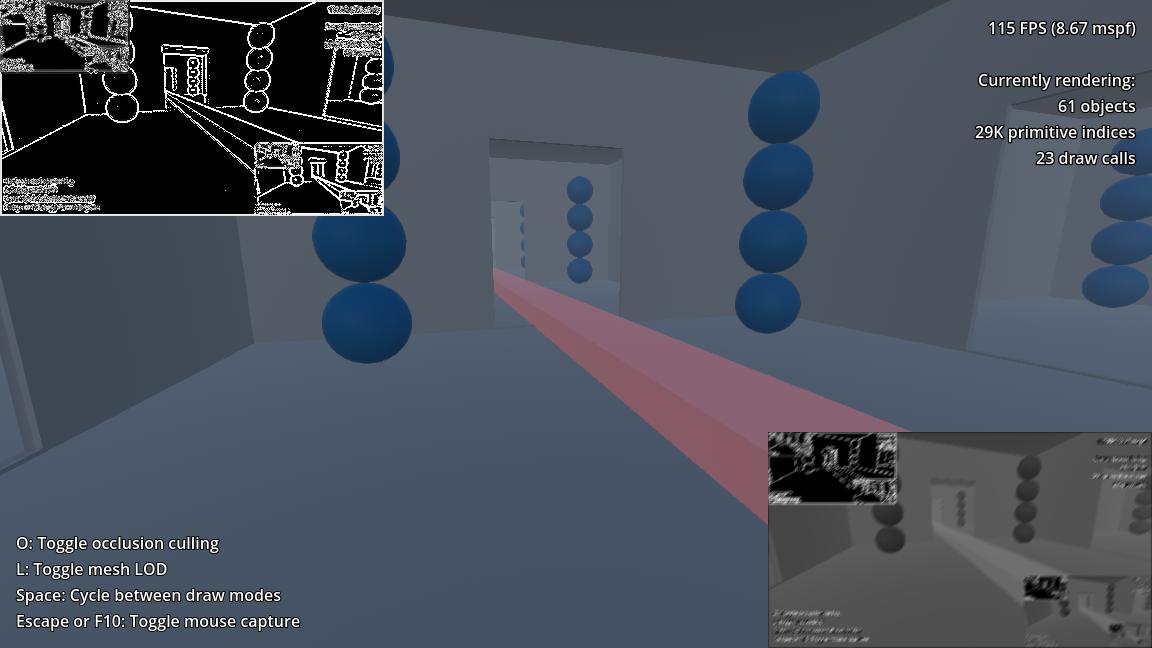 115 FPS (8.67 mspf)
Currently rendering:
61 objects
29K primitive indices
23 draw calls
O: Toggle occlusion culling
L: Toggle mesh LOD
Space: Cycle between draw modes
Escape or F10: Toggle mouse capture